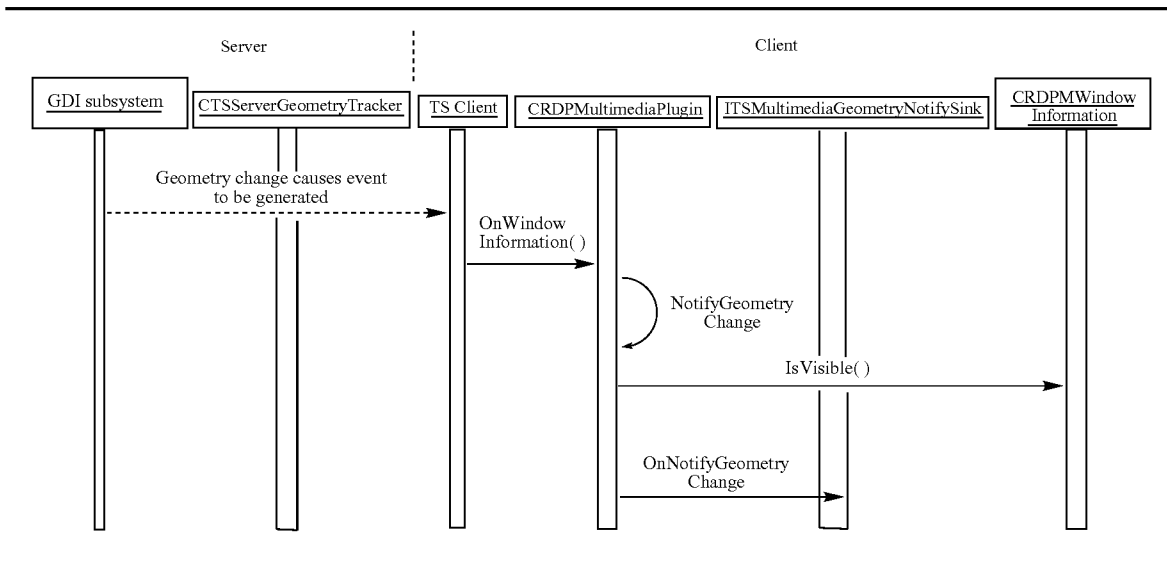 Server
Client
GDI subsystem
CTSServerGeometryTracker
TS Client
CRDPMultimediaPlugin
ITSMultimediaGeometryNotifySink
CRDPMWindow
Information
Geometry change causes event
to be generated
OnWindow
Information( )
NotifyGeometry
Change
IsVisible( )
OnNotifyGeometry
Change